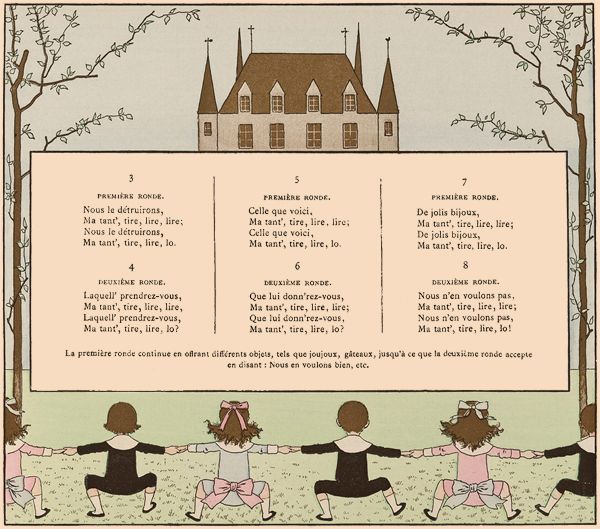 3
PREMIÈRE RONDE.
Nous le détruirons,
Ma tant', tire, lire, lire;
Nous le détruirons,
Ma tant', tire, lire, lo.
4
DEUXIÈME RONDE.
Laquell' prendrez-vous,
Ma tant', tire, lire, lire,
Laquell' prendrez-vous,
Ma tant', tire, lire, lo?
5
PREMIÈRE RONDE.
Celle que voici,
Ma tant', tire, lire, lire;
Celle que voici,
Ma tant', tire, lire, lo.
6
DEUXIÈME RONDE.
Que lui donn'rez-vous,
Ma tant', tire, lire, lire;
Que lui donn'rez-vous,
Ma tant', tire, lire, lo?
7
PREMIÈRE RONDE.
De jolis bijoux,
Ma tant', tire, lire, lire;
De jolis bijoux,
Ma tant', tire, lire, lo.
8
DEUXIÈME RONDE.
Nous n'en voulons pas,
Ma tant', tire, lire, lire;
Nous n'en voulons pas,
Ma tant', tire, lire, lo!
La première ronde continue en offrant différents objets, tels que joujoux, gâteaux, jusqu'à ce que la deuxième ronde accepte
en disant : Nous en voulons bien, etc.